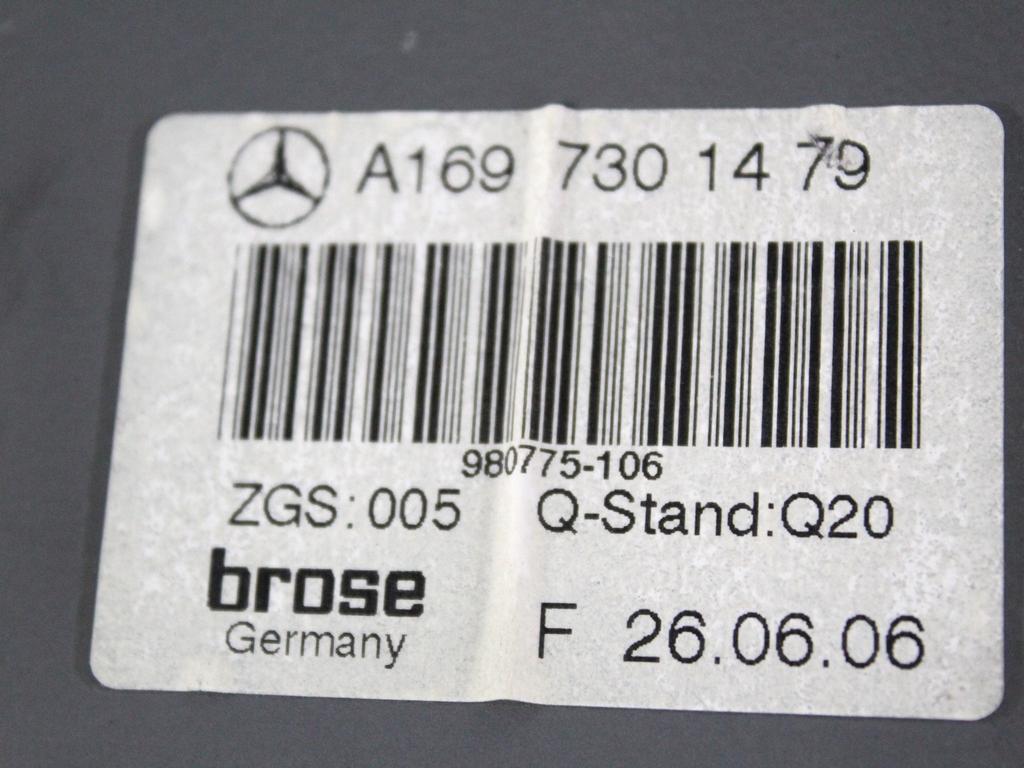 A169 730 14 79
980775-106
ZGS:005 Q-Stand:Q20
brose
Germany
F 26.06.06